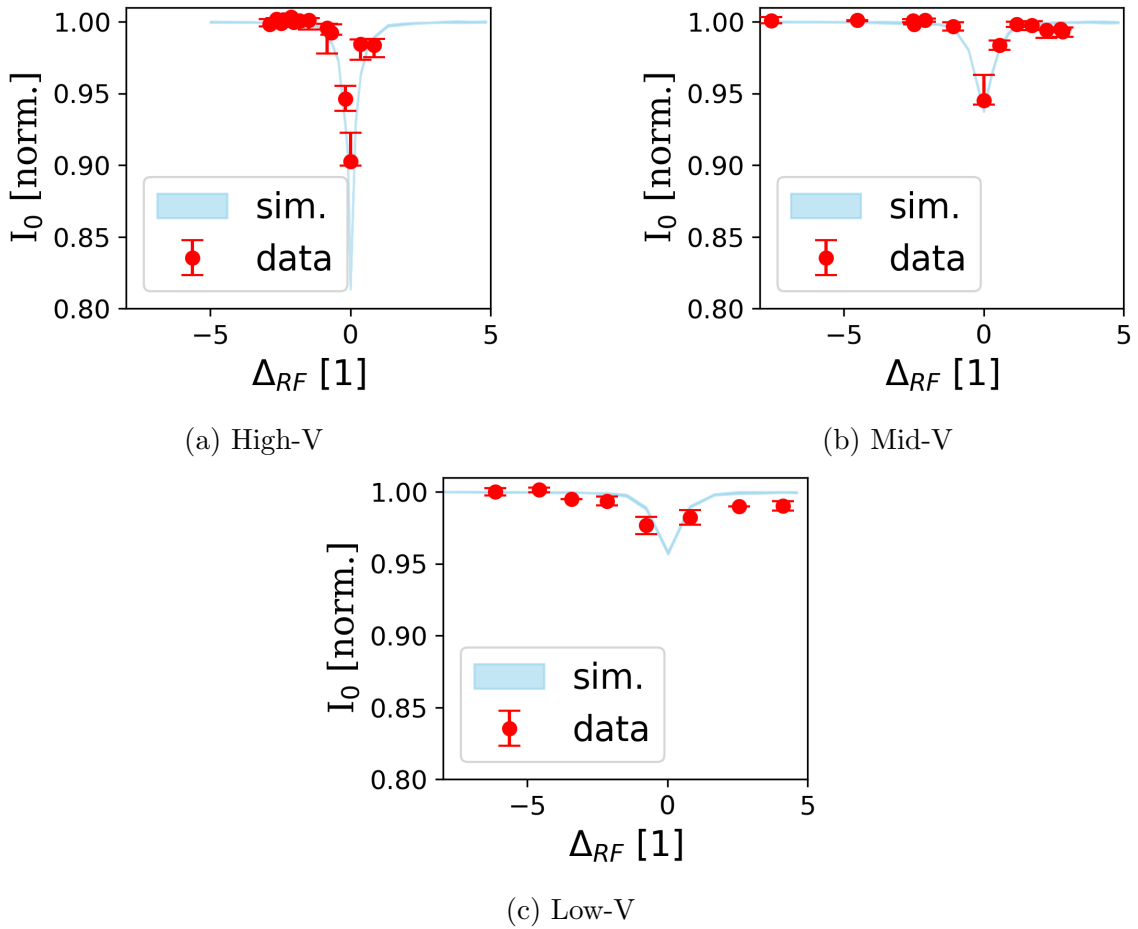 1.00
0.95
0.90
0.85
0.80
I₀ [norm.]
sim.
data
−5 0 5
Δ_RF [1]
(a) High-V
1.00
0.95
0.90
0.85
0.80
I₀ [norm.]
sim.
data
−5 0 5
Δ_RF [1]
(b) Mid-V
1.00
0.95
0.90
0.85
0.80
I₀ [norm.]
sim.
data
−5 0 5
Δ_RF [1]
(c) Low-V